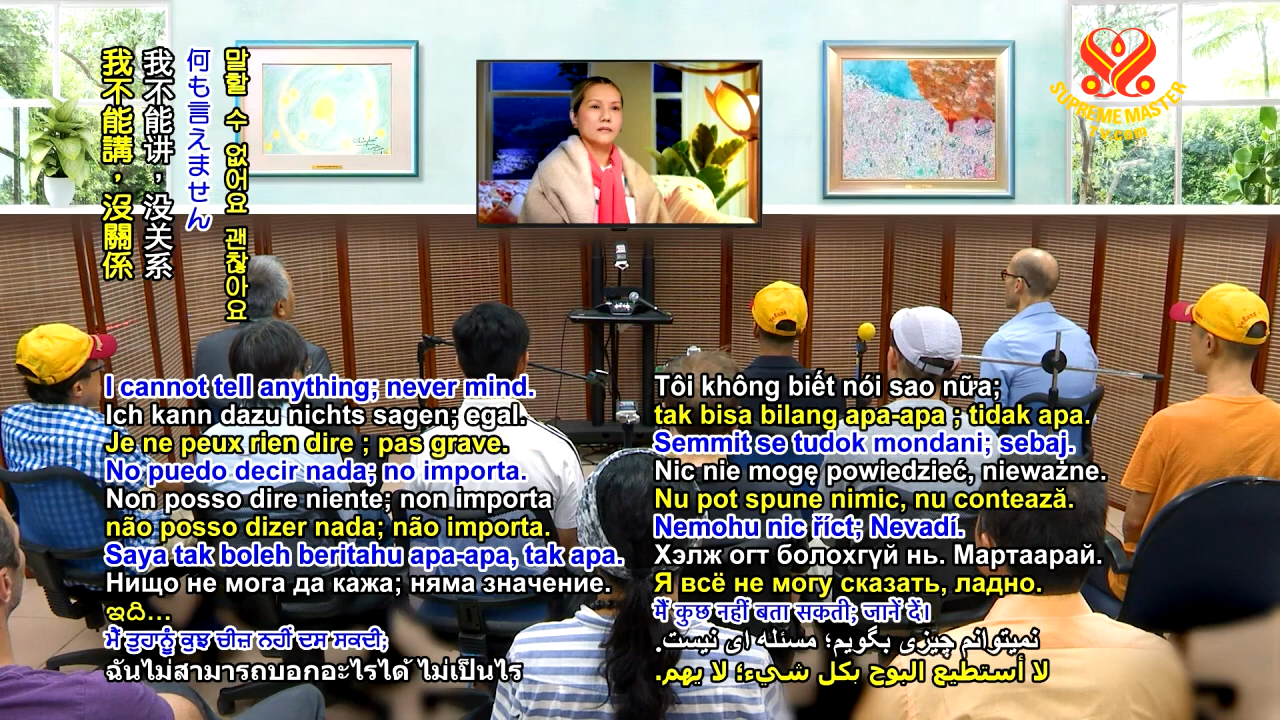 我不能講，沒關係
我不能讲，没关系
何も言えません
말할 수 없어요 괜찮아요
SUPREME MASTER
TV.com
I cannot tell anything; never mind.
Ich kann dazu nichts sagen; egal.
Je ne peux rien dire ; pas grave.
No puedo decir nada; no importa.
Non posso dire niente; non importa
não posso dizer nada; não importa.
Saya tak boleh beritahu apa-apa, tak apa.
Нищо не мога да кажа; няма значение.
ఇది...
ਮੈਂ ਤੁਹਾਨੂੰ ਕੁਝ ਚੀਜ਼ ਨਹੀਂ ਦਸ ਸਕਦੀ;
ฉันไม่สามารถบอกอะไรได้ ไม่เป็นไร
Tôi không biết nói sao nữa;
tak bisa bilang apa-apa ; tidak apa.
Semmit se tudok mondani; sebaj.
Nic nie mogę powiedzieć, nieważne.
Nu pot spune nimic, nu contează.
Nemohu nic říct; Nevadí.
Хэлж огт болохгүй нь. Мартаарай.
Я всё не могу сказать, ладно.
मैं कुछ नहीं बता सकती; जानें दें।
نمیتوانم چیزی بگویم؛ مسئله ای نیست.
لا أستطيع البوح بكل شيء؛ لا يهم.